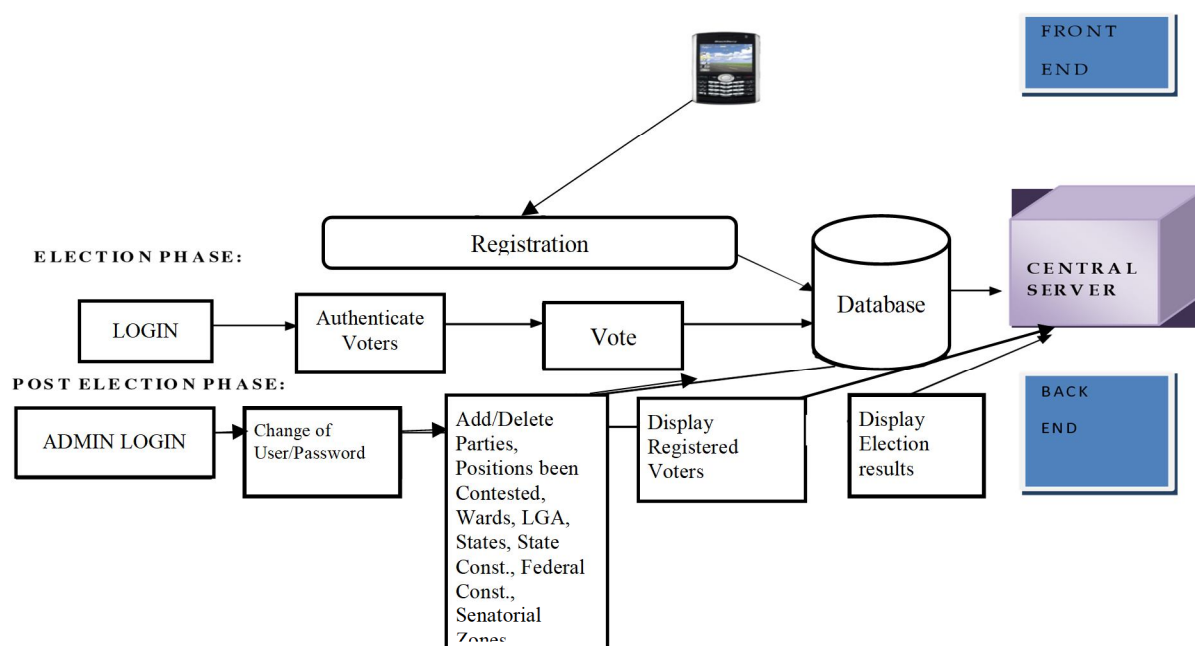 FRONT
END
Registration
ELECTION PHASE:
CENTRAL
SERVER
Database
LOGIN
Authenticate
Voters
Vote
POST ELECTION PHASE:
ADMIN LOGIN
Change of
User/Password
Add/Delete
Parties,
Positions been
Contested,
Wards, LGA,
States, State
Const., Federal
Const.,
Senatorial
Zones
Display
Registered
Voters
Display
Election
results
BACK
END